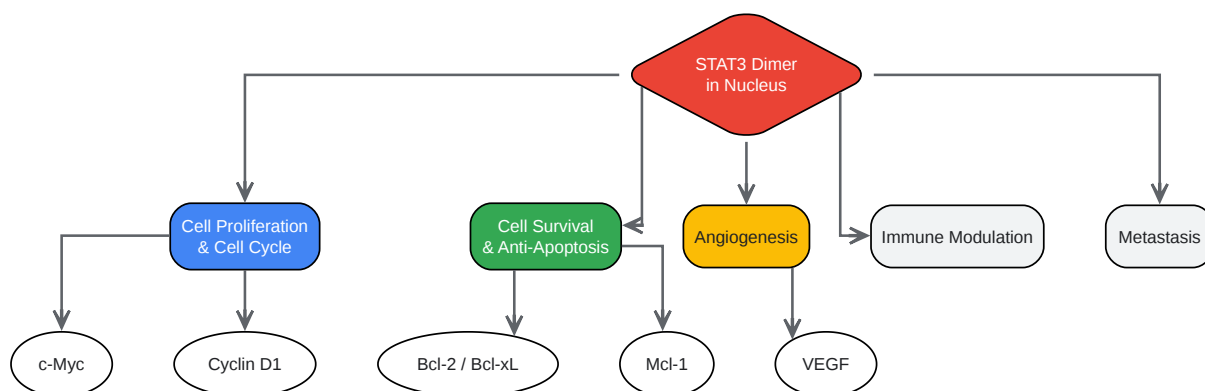 STAT3 Dimer
in Nucleus
Cell Proliferation
& Cell Cycle
Cell Survival
& Anti-Apoptosis
Angiogenesis
Immune Modulation
Metastasis
c-Myc
Cyclin D1
Bcl-2 / Bcl-xL
Mcl-1
VEGF